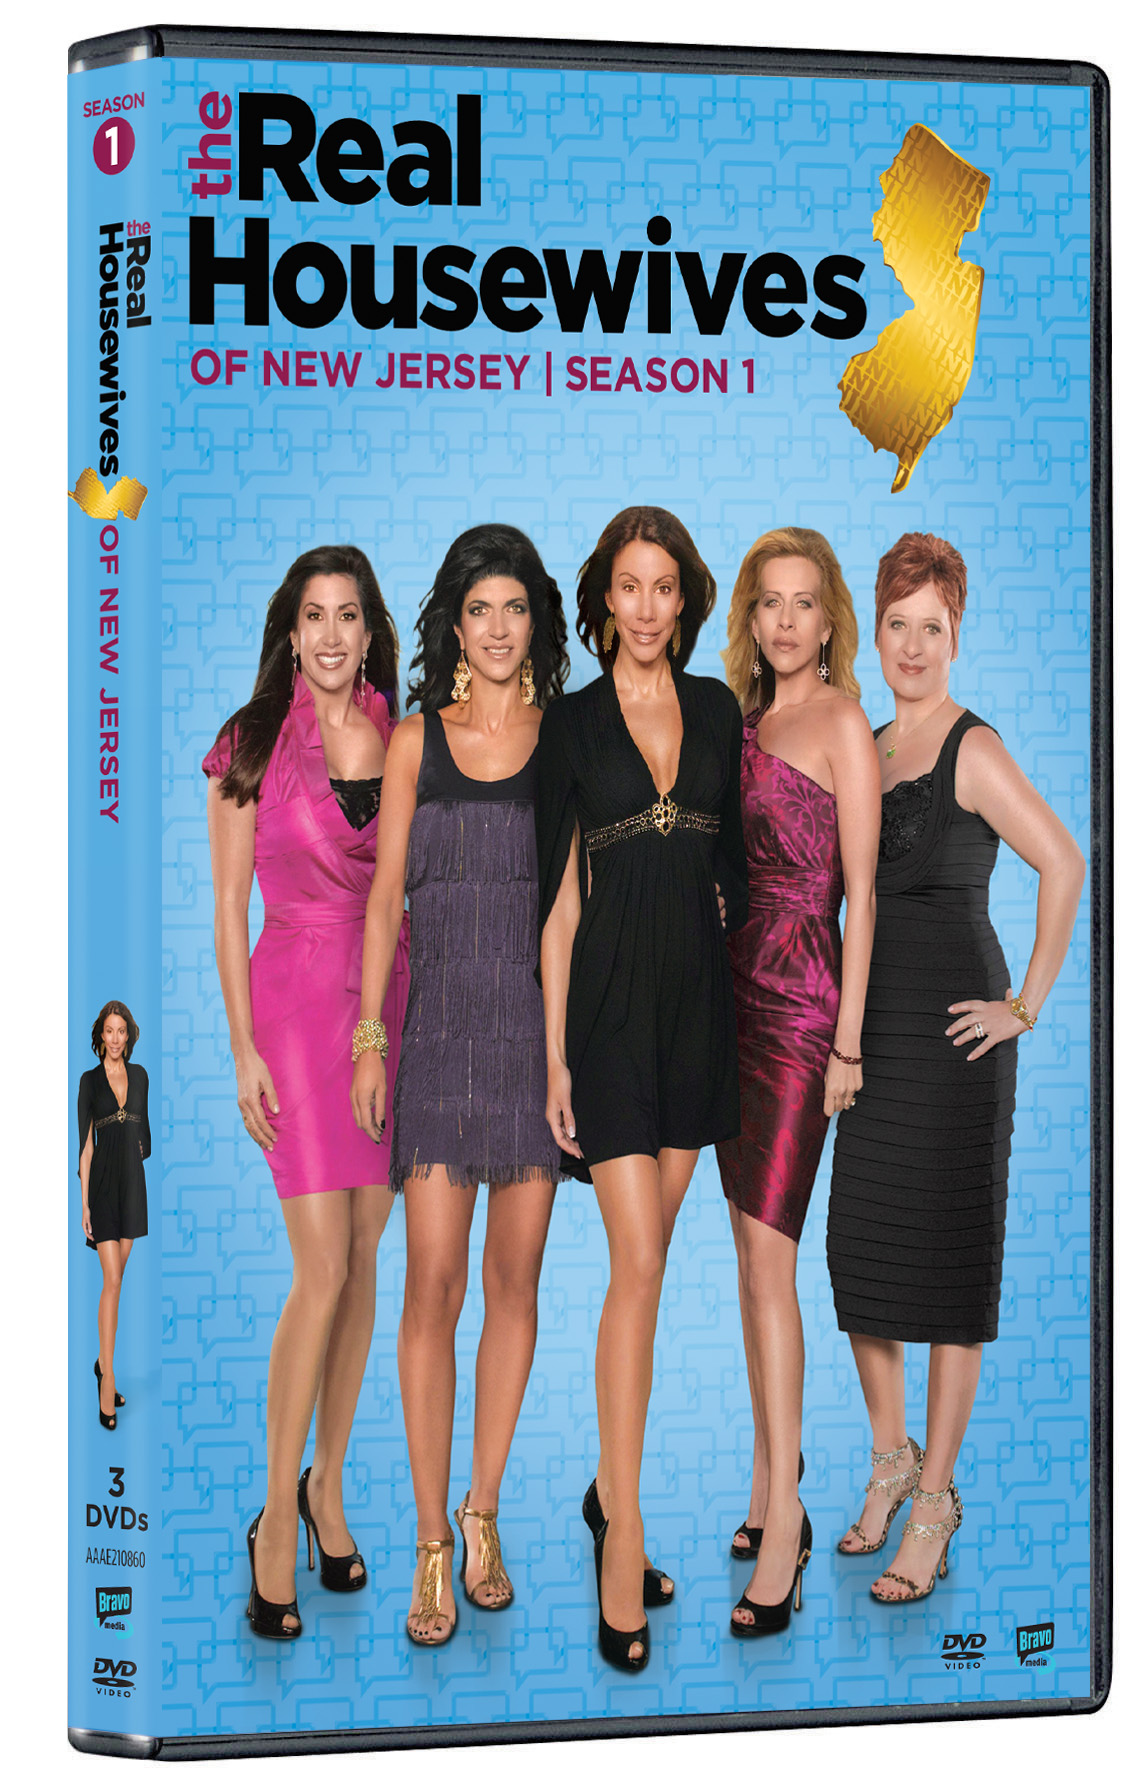 SEASON
1
the Real
Housewives
OF NEW JERSEY
3
DVDs
AAAE210860
Bravo
media
DVD
VIDEO
the Real
Housewives
OF NEW JERSEY | SEASON 1
DVD
VIDEO
Bravo
media